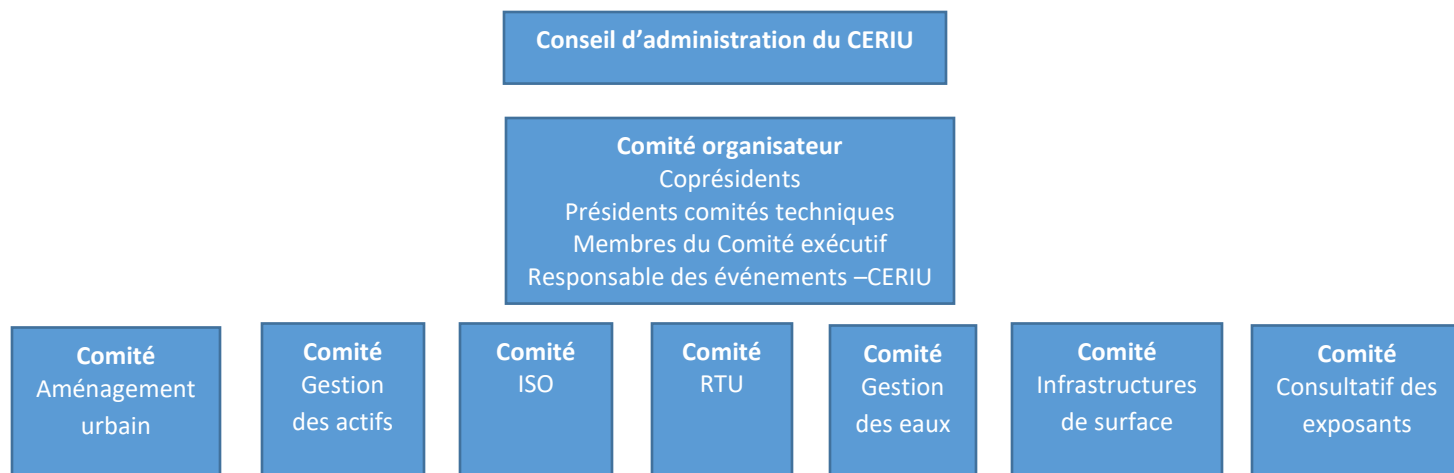 Conseil d’administration du CERIU
Comité organisateur
Coprésidents
Présidents comités techniques
Membres du Comité exécutif
Responsable des événements –CERIU
Comité
Aménagement
urbain
Comité
Gestion
des actifs
Comité
ISO
Comité
RTU
Comité
Gestion
des eaux
Comité
Infrastructures
de surface
Comité
Consultatif des
exposants